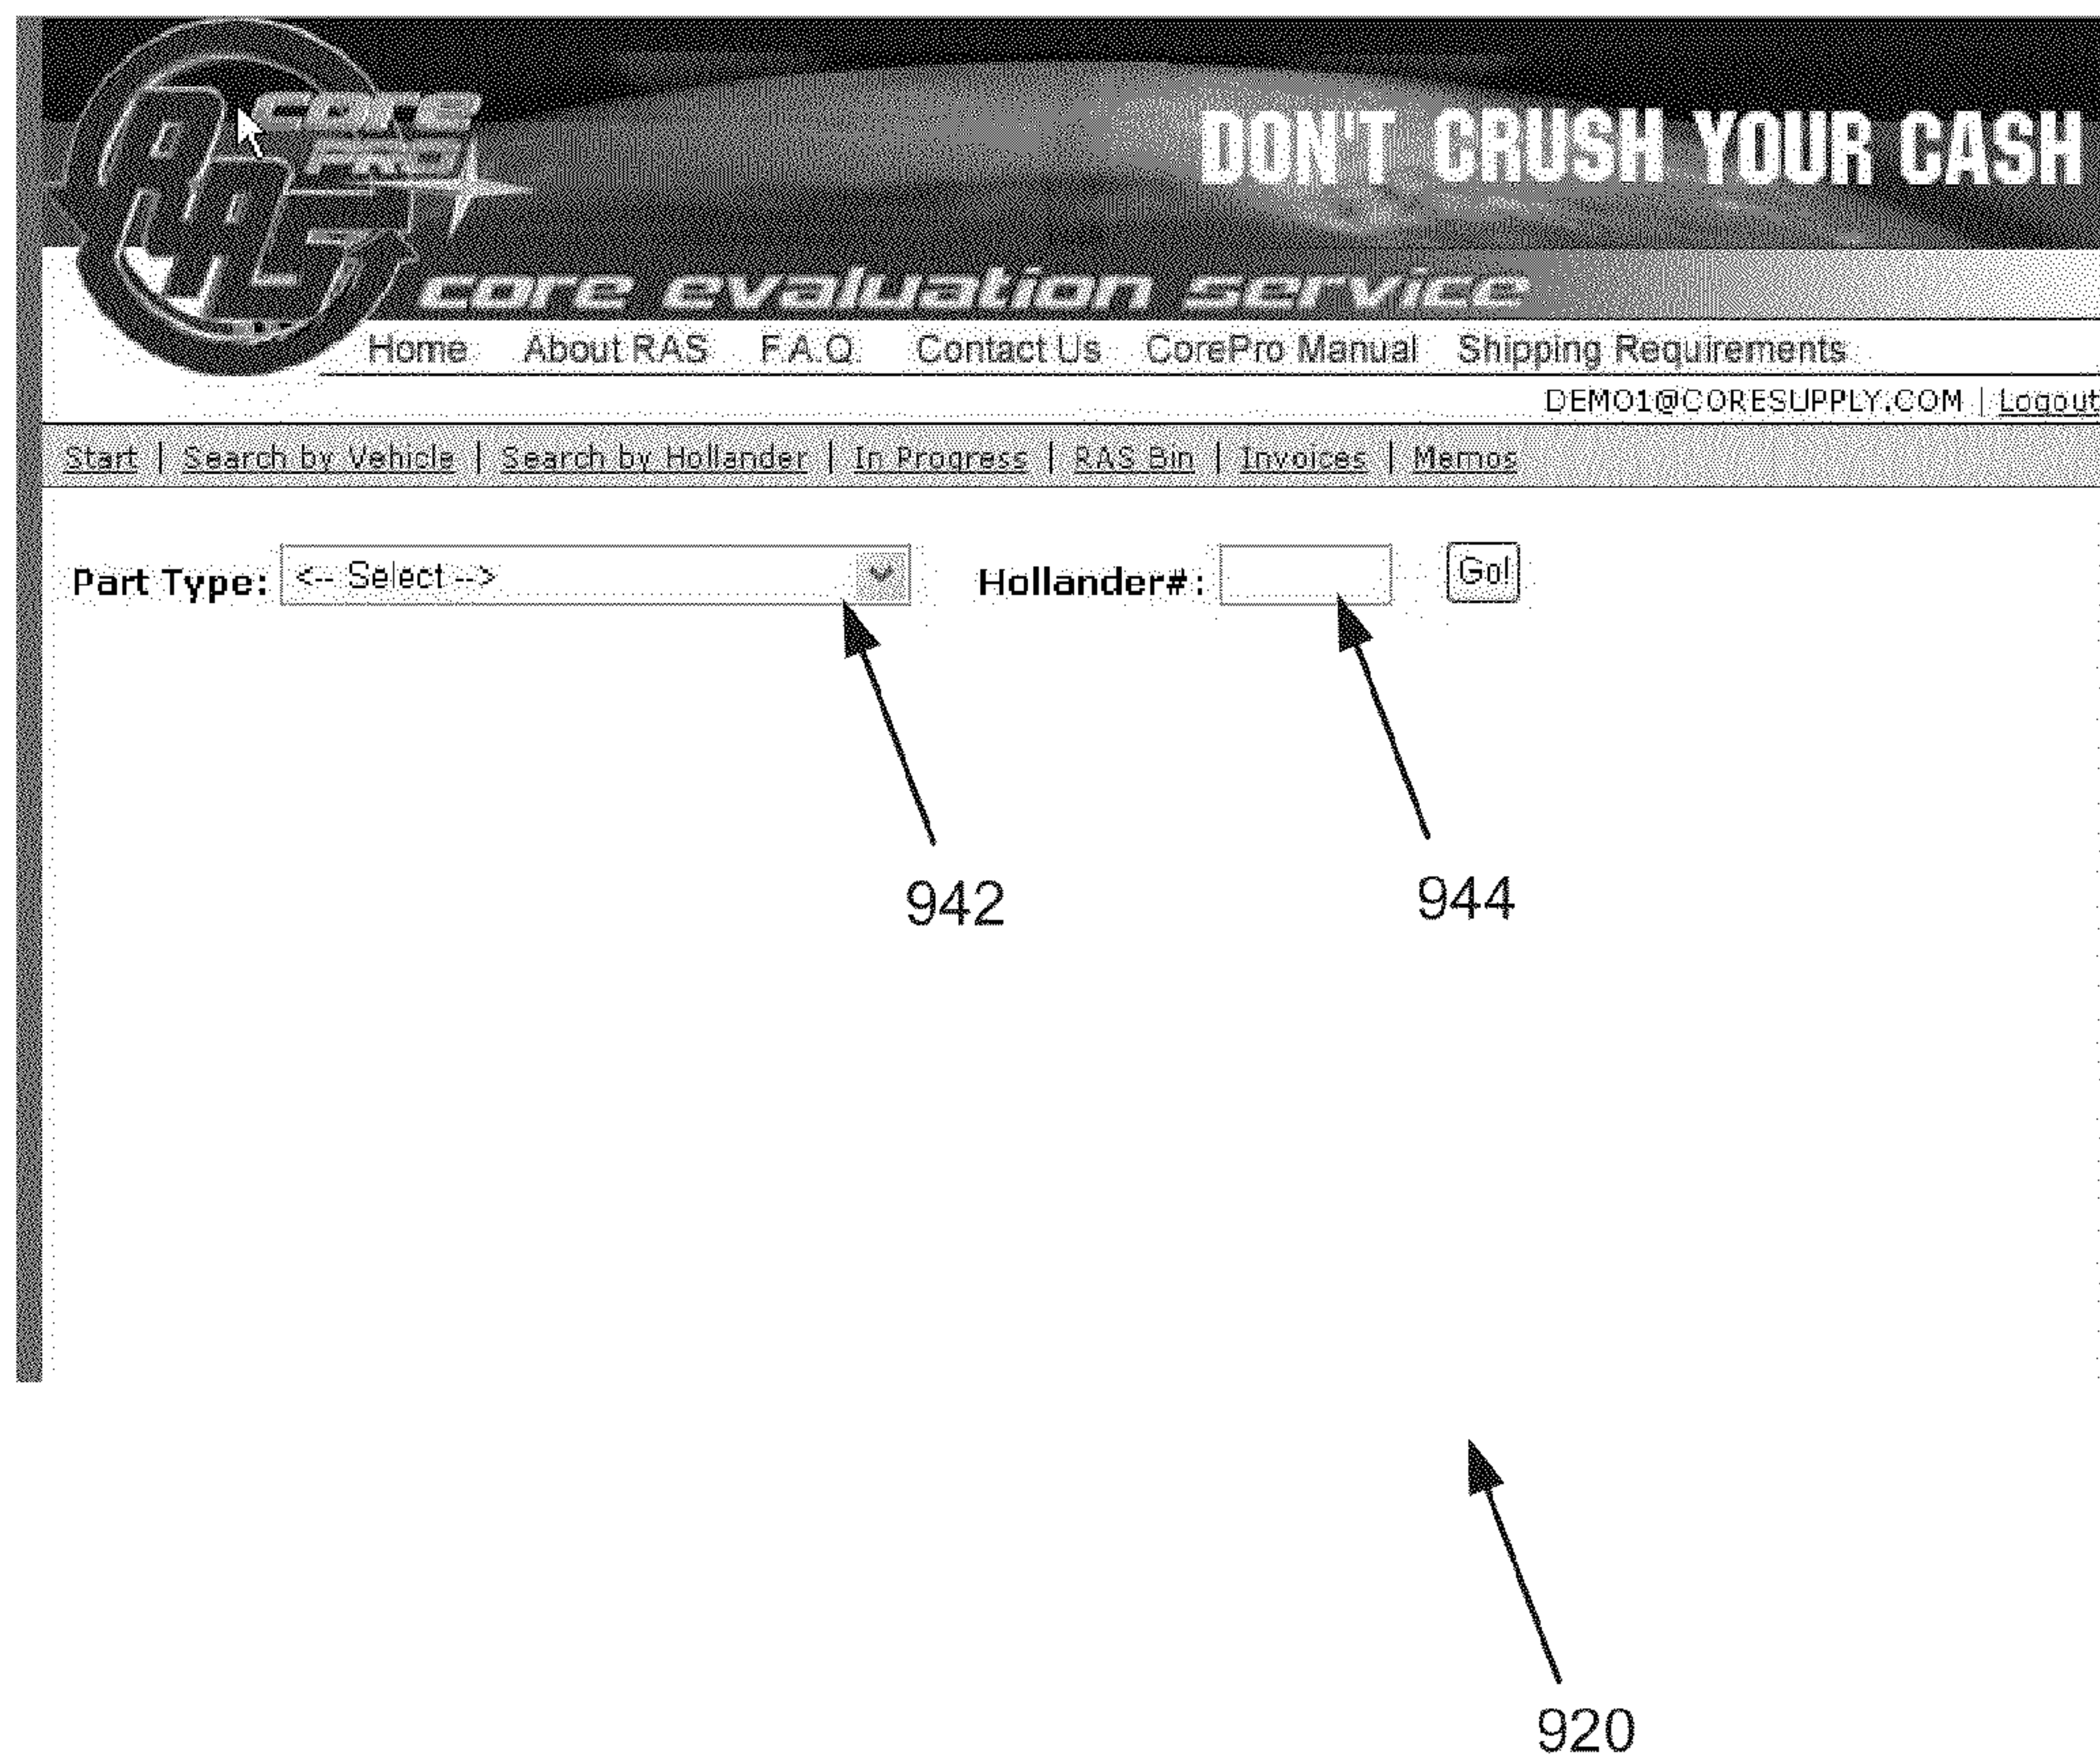 core
PRO
RAS
DON'T CRUSH YOUR CASH
core evaluation service
Home About RAS F.A.Q. Contact Us CorePro Manual Shipping Requirements
DEMO1@CORESUPPLY.COM | Logout
Start | Search by Vehicle | Search by Hollander | In Progress | RAS Bin | Invoices | Memos
Part Type: <-- Select --> Hollander#: Go!
942 944
920